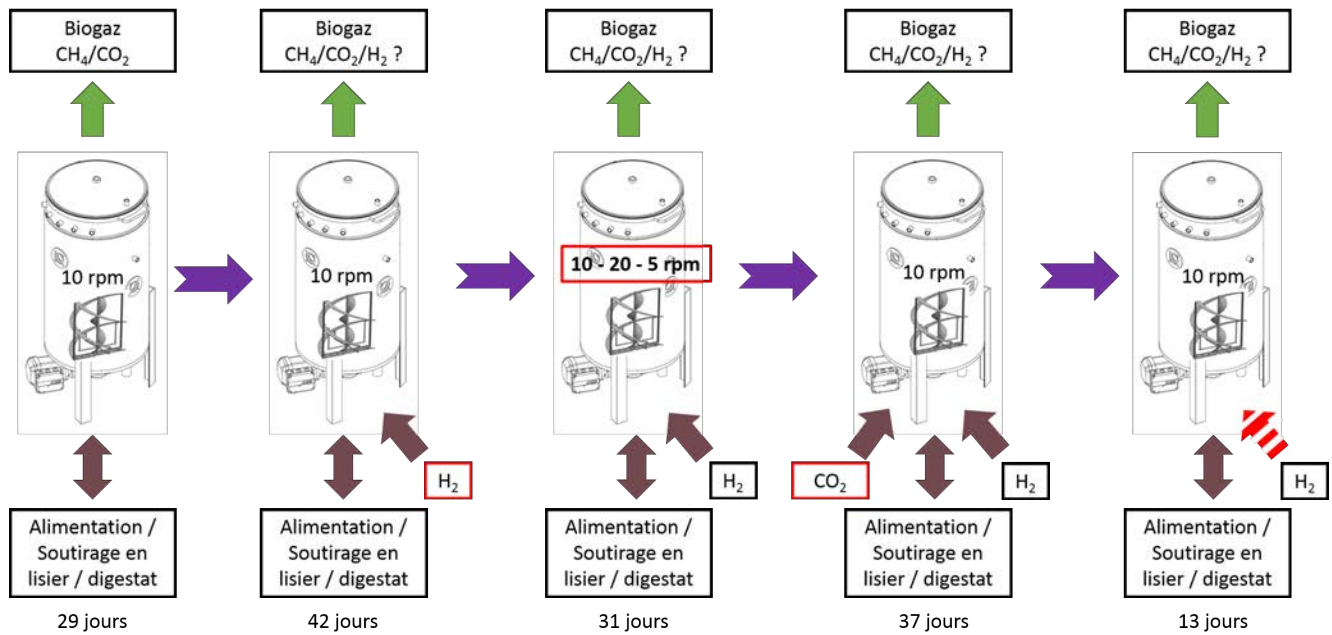 Biogaz
CH₄/CO₂
Biogaz
CH₄/CO₂/H₂ ?
Biogaz
CH₄/CO₂/H₂ ?
Biogaz
CH₄/CO₂/H₂ ?
Biogaz
CH₄/CO₂/H₂ ?
10 rpm
10 rpm
10 - 20 - 5 rpm
10 rpm
10 rpm
H₂
H₂
CO₂
H₂
H₂
Alimentation /
Soutirage en
lisier / digestat
Alimentation /
Soutirage en
lisier / digestat
Alimentation /
Soutirage en
lisier / digestat
Alimentation /
Soutirage en
lisier / digestat
Alimentation /
Soutirage en
lisier / digestat
29 jours
42 jours
31 jours
37 jours
13 jours